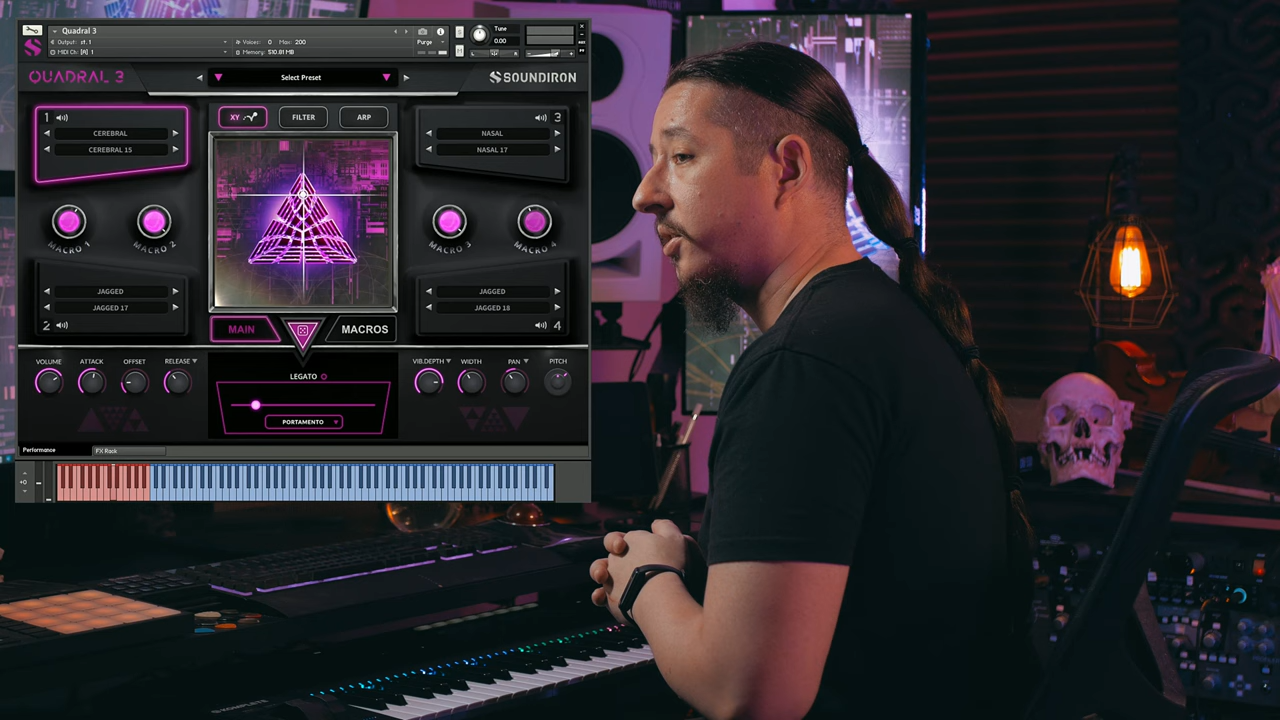 Quadral 3
Output: st. 1
MIDI Ch: [A] 1
Voices: 0 Max: 200
Memory: 510.81 MB
Purge
S
M
Tune
0.00
L R
QUADRAL 3
Select Preset
SOUNDIRON
1
CEREBRAL
CEREBRAL 15
XY
FILTER
ARP
3
NASAL
NASAL 17
MACRO 1
MACRO 2
MACRO 3
MACRO 4
JAGGED
JAGGED 17
2
JAGGED
JAGGED 18
4
MAIN
MACROS
VOLUME
ATTACK
OFFSET
RELEASE
LEGATO
PORTAMENTO
VIB.DEPTH
WIDTH
PAN
PITCH
Performance
FX Rack
+0